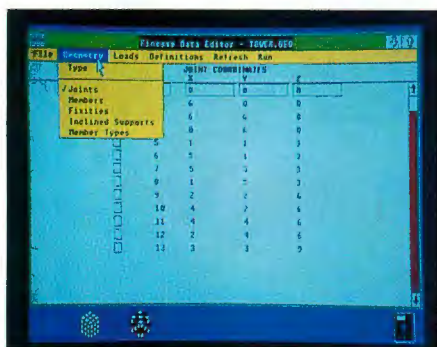 Data Editor - TOWER.GEO
File Geometry Loads Definitions Refresh Run
Type
JOINT COORDINATES
X Y
√Joints
Members
Fixities
Inclined Supports
Member Types
0 0 0
6 0 0
6 6 0
0 6 0
5 1 1 3
6 5 1 3
7 5 5 3
8 1 5 3
9 2 2 6
10 4 2 6
11 4 4 6
12 2 4 6
13 3 3 9